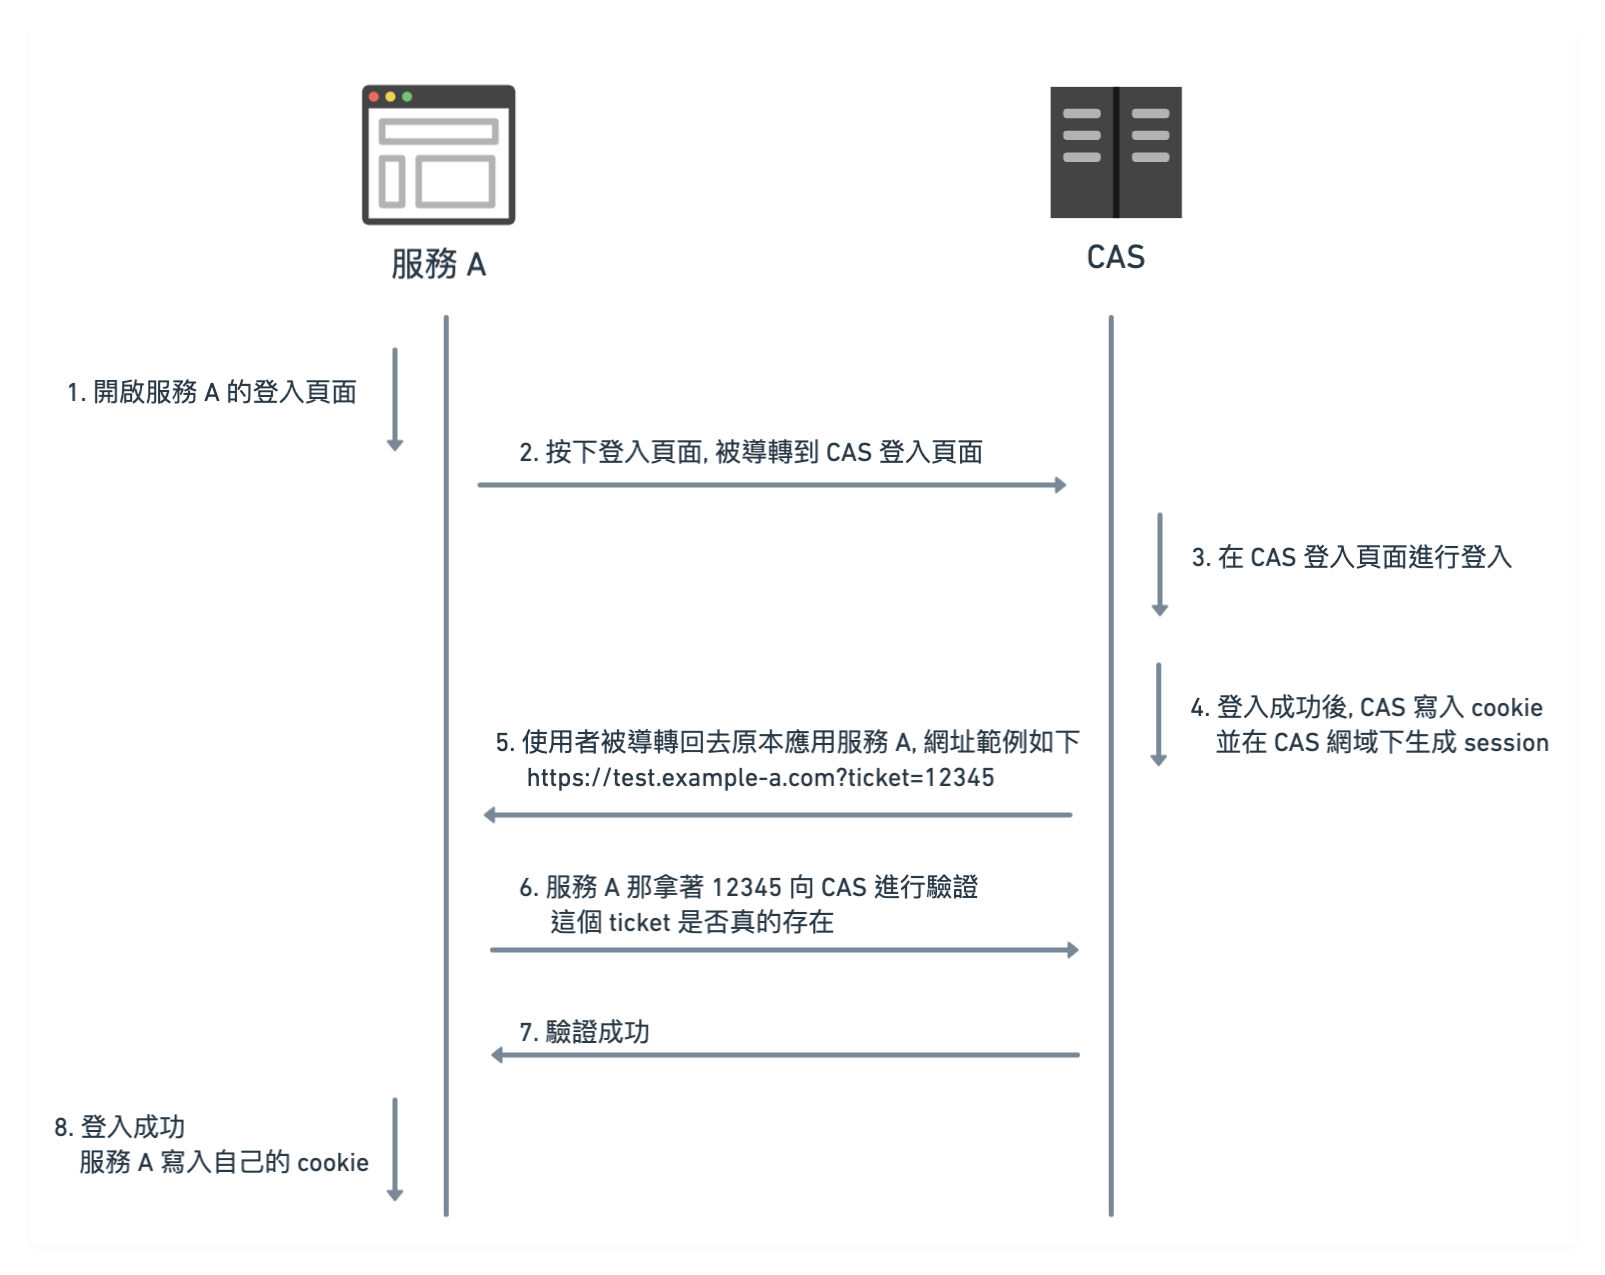 服務 A
CAS
1. 開啟服務 A 的登入頁面
2. 按下登入頁面, 被導轉到 CAS 登入頁面
3. 在 CAS 登入頁面進行登入
4. 登入成功後, CAS 寫入 cookie
並在 CAS 網域下生成 session
5. 使用者被導轉回去原本應用服務 A, 網址範例如下
https://test.example-a.com?ticket=12345
6. 服務 A 那拿著 12345 向 CAS 進行驗證
這個 ticket 是否真的存在
7. 驗證成功
8. 登入成功
服務 A 寫入自己的 cookie